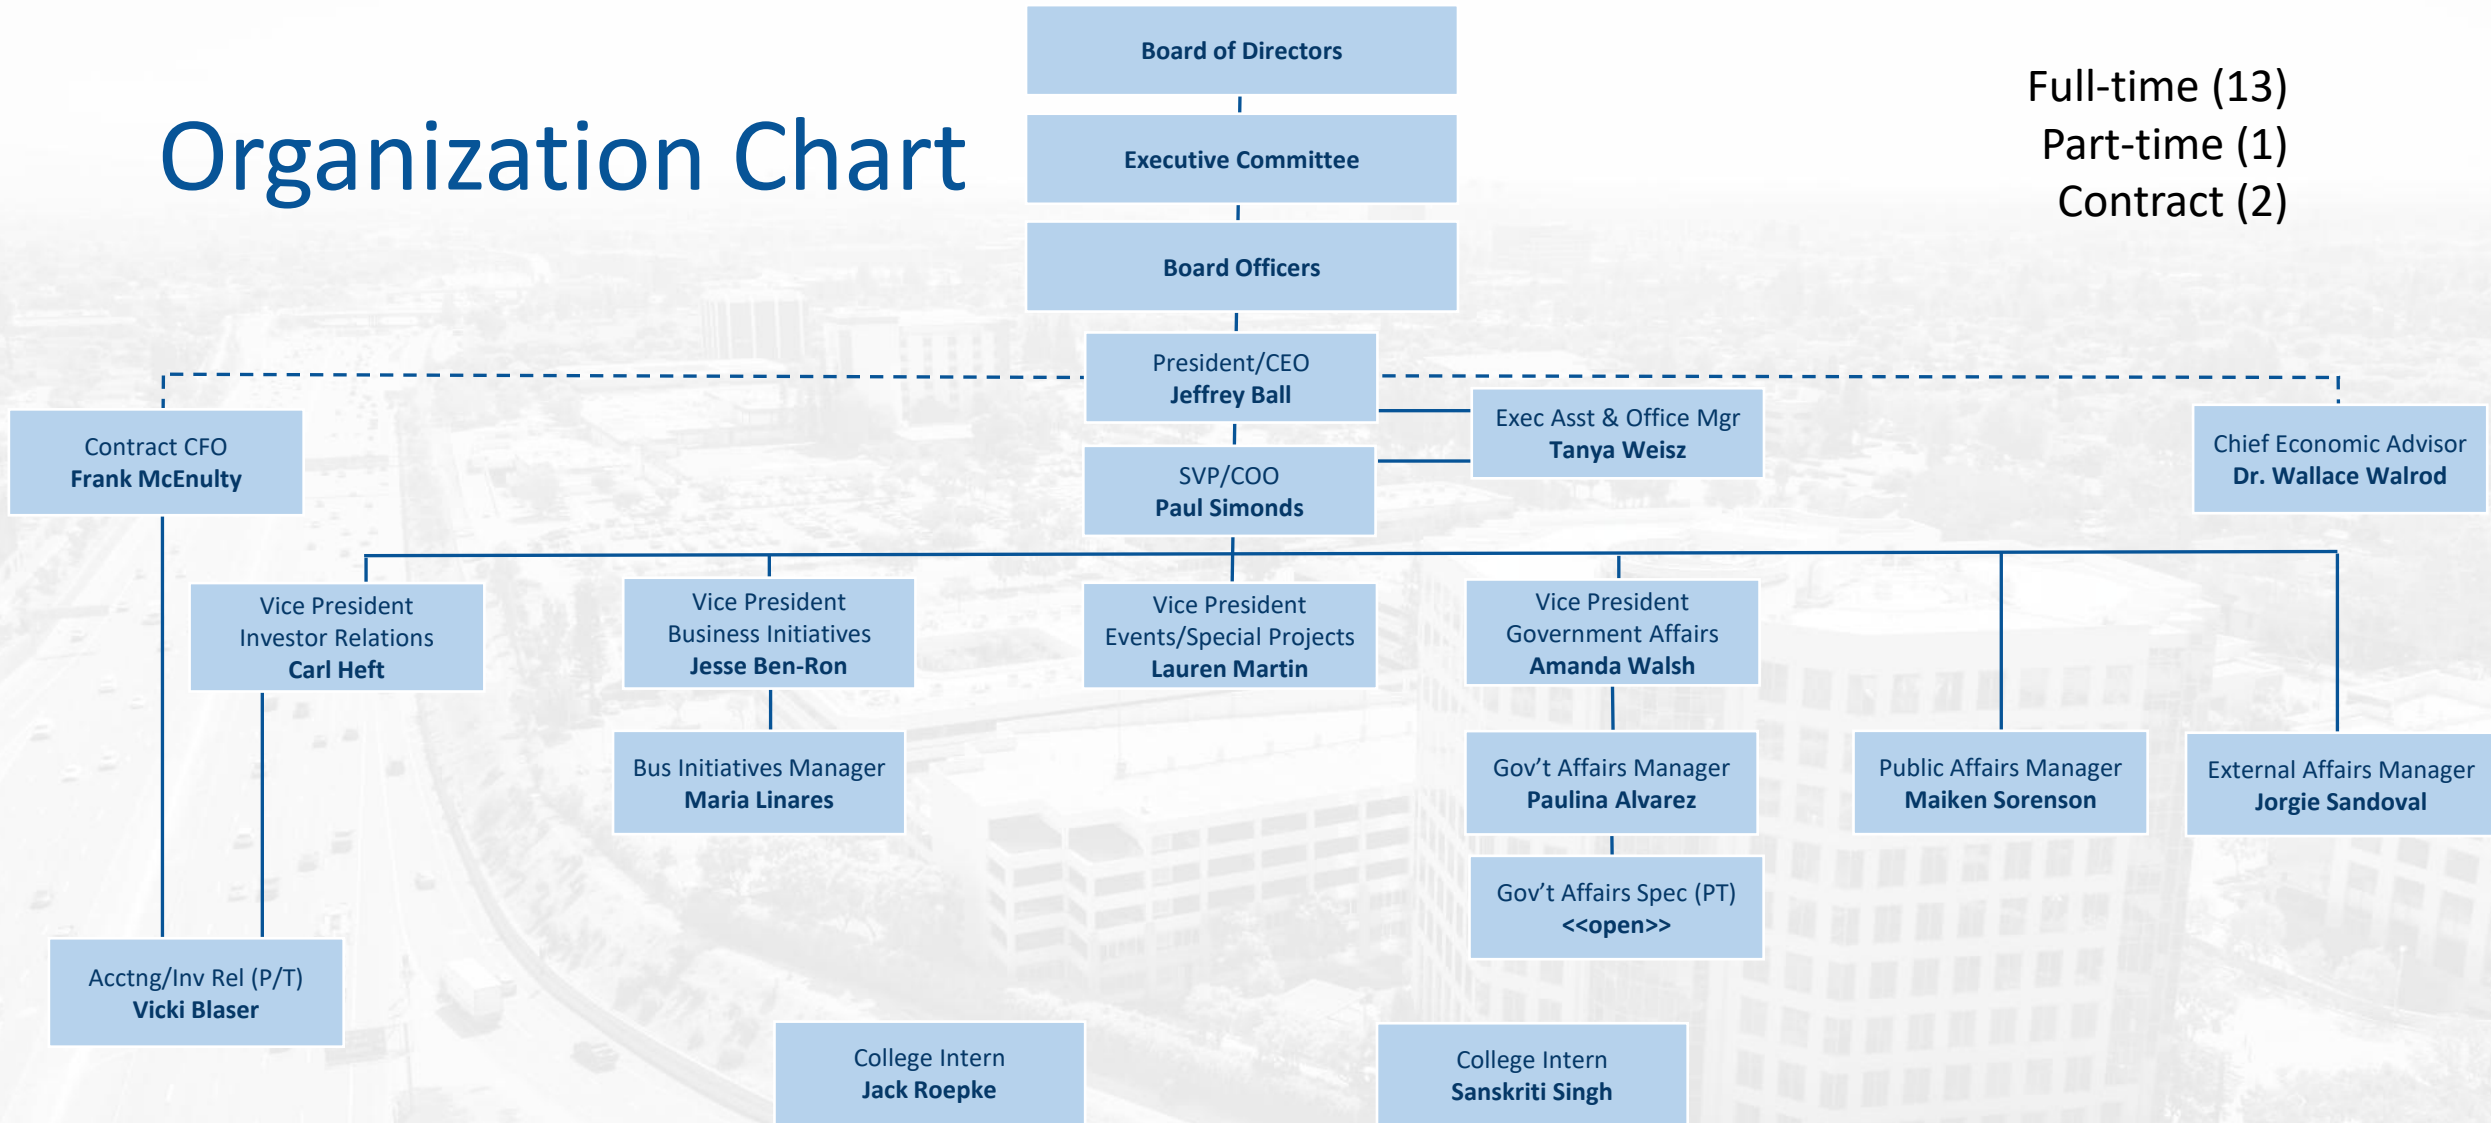 Board of Directors
Organization Chart
Full-time (13)
Part-time (1)
Contract (2)
Executive Committee
Board Officers
President/CEO
Jeffrey Ball
Exec Asst & Office Mgr
Tanya Weisz
Contract CFO
Frank McEnulty
SVP/COO
Paul Simonds
Chief Economic Advisor
Dr. Wallace Walrod
Vice President
Investor Relations
Carl Heft
Vice President
Business Initiatives
Jesse Ben-Ron
Vice President
Events/Special Projects
Lauren Martin
Vice President
Government Affairs
Amanda Walsh
Bus Initiatives Manager
Maria Linares
Gov’t Affairs Manager
Paulina Alvarez
Public Affairs Manager
Maiken Sorenson
External Affairs Manager
Jorgie Sandoval
Gov’t Affairs Spec (PT)
<<open>>
Acctng/Inv Rel (P/T)
Vicki Blaser
College Intern
Jack Roepke
College Intern
Sanskriti Singh